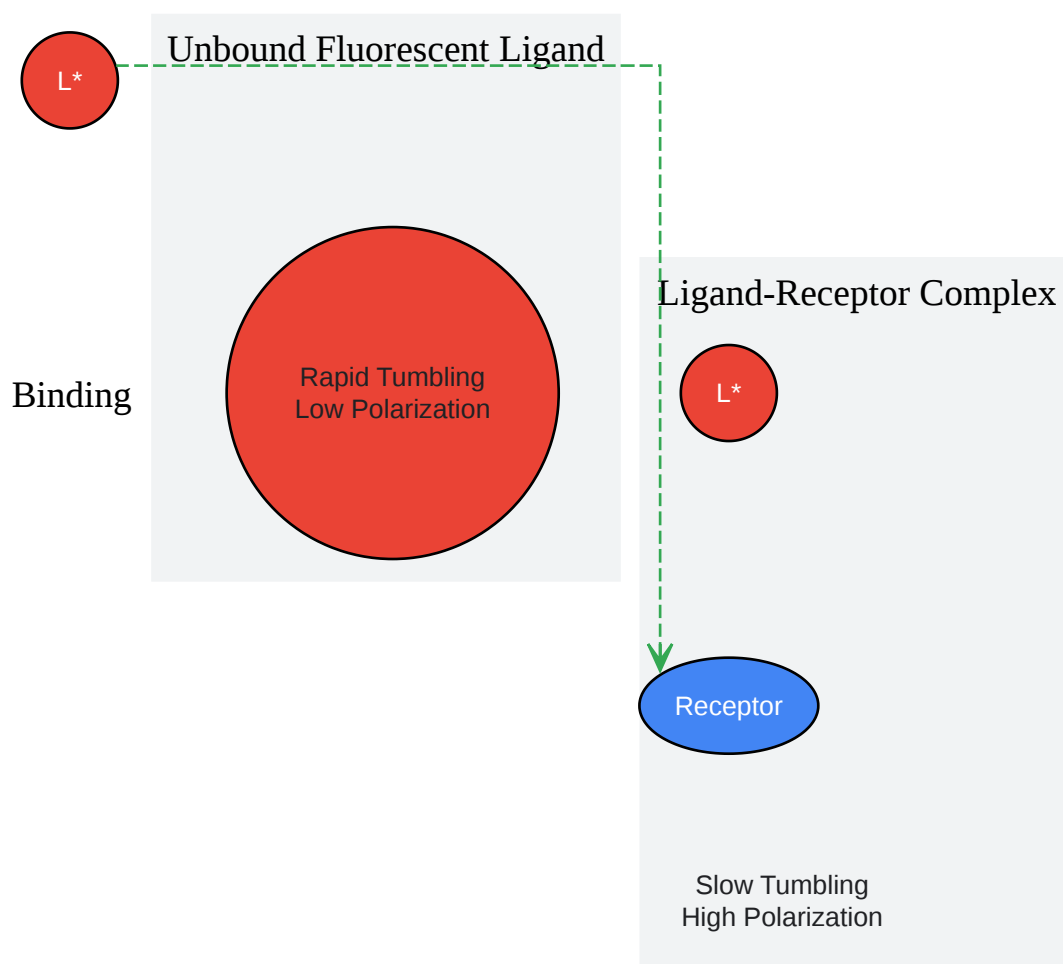 Unbound Fluorescent Ligand
L*
Ligand-Receptor Complex
Rapid Tumbling
Low Polarization
Binding
L*
Receptor
Slow Tumbling
High Polarization